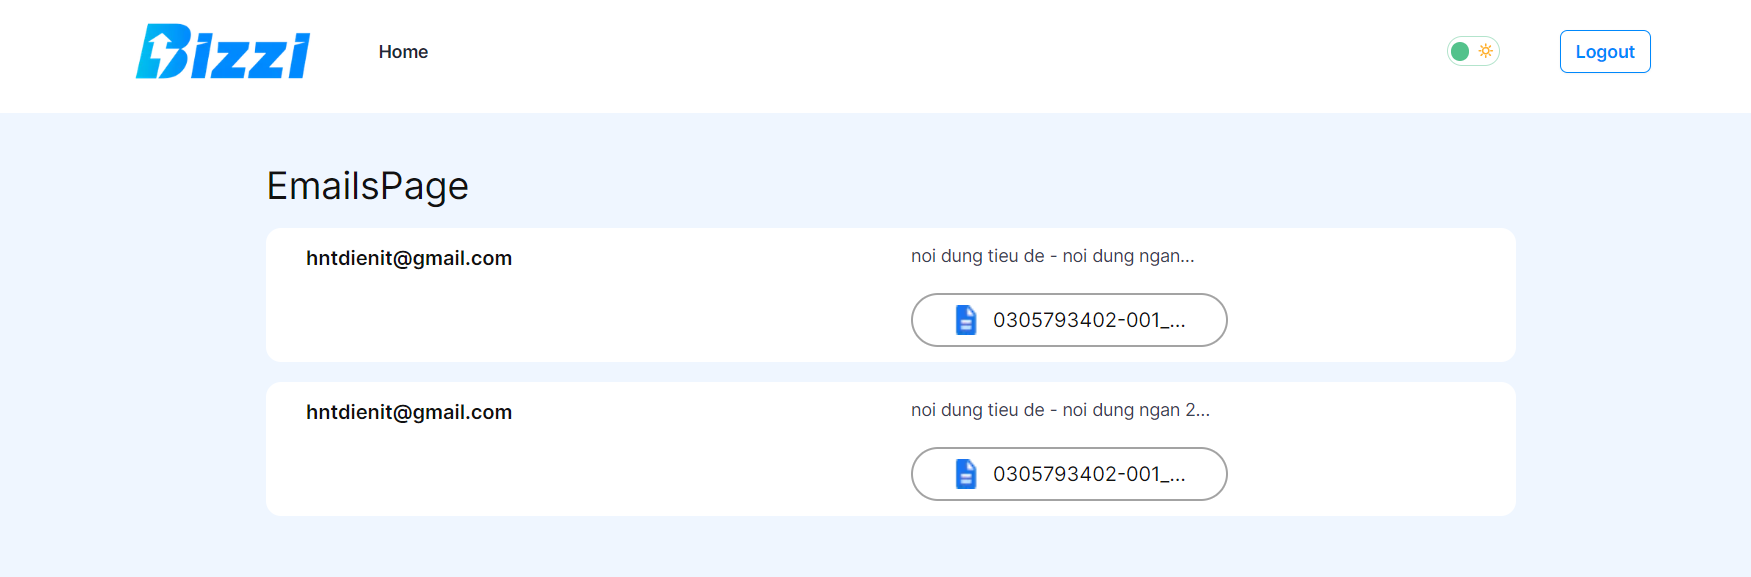 Bizzi
Home
Logout
EmailsPage
hntdienit@gmail.com
noi dung tieu de - noi dung ngan...
0305793402-001_...
hntdienit@gmail.com
noi dung tieu de - noi dung ngan 2...
0305793402-001_...